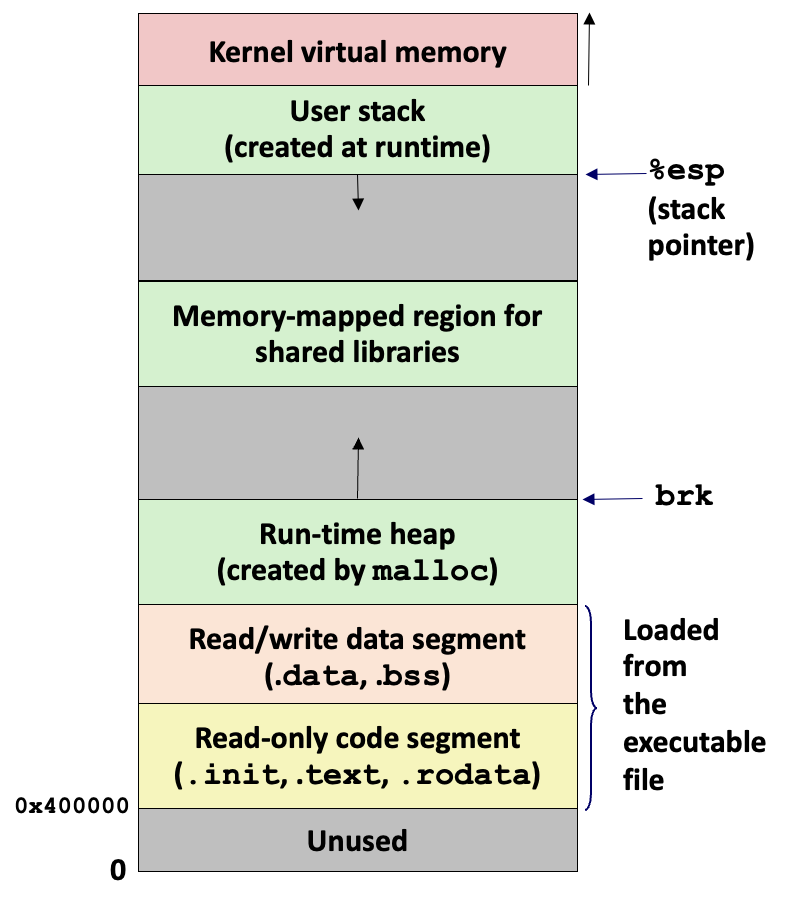 Kernel virtual memory
User stack
(created at runtime)
%esp
(stack
pointer)
Memory-mapped region for
shared libraries
brk
Run-time heap
(created by malloc)
Read/write data segment
(.data, .bss)
Loaded
from
the
executable
file
Read-only code segment
(.init, .text, .rodata)
0x400000
Unused
0